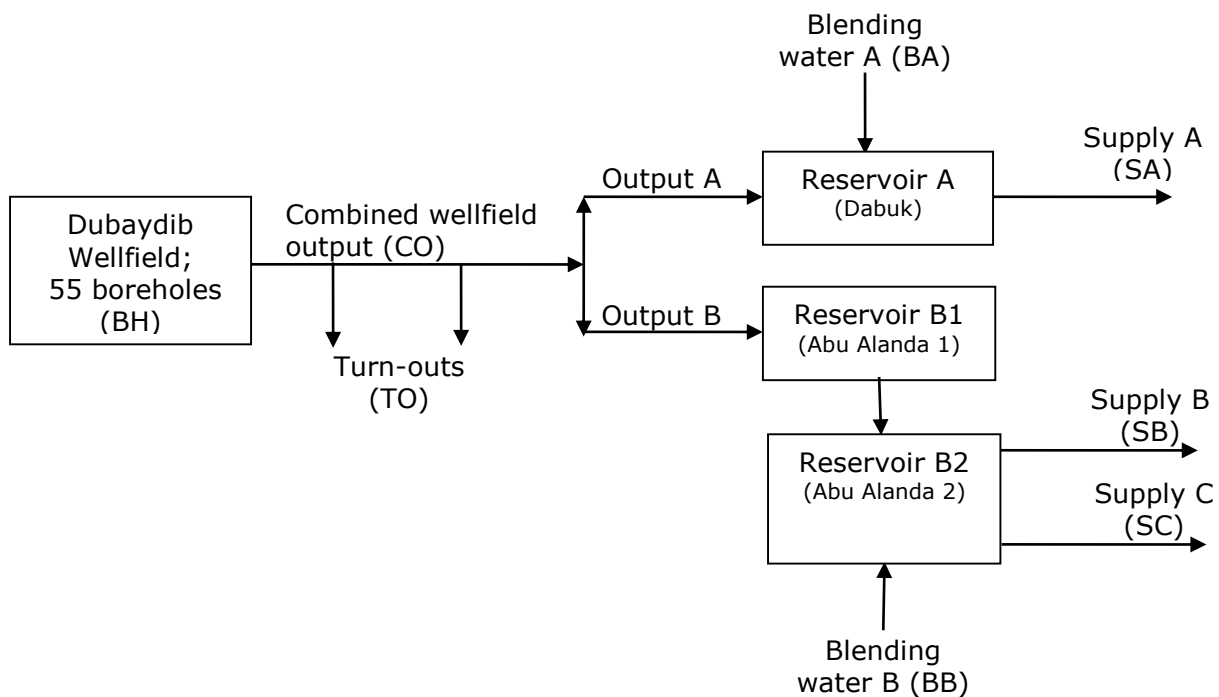 Blending
water A (BA)
Supply A
(SA)
Output A
Reservoir A
(Dabuk)
Dubaydib
Wellfield;
55 boreholes
(BH)
Combined wellfield
output (CO)
Turn-outs
(TO)
Output B
Reservoir B1
(Abu Alanda 1)
Supply B
(SB)
Reservoir B2
(Abu Alanda 2)
Supply C
(SC)
Blending
water B (BB)